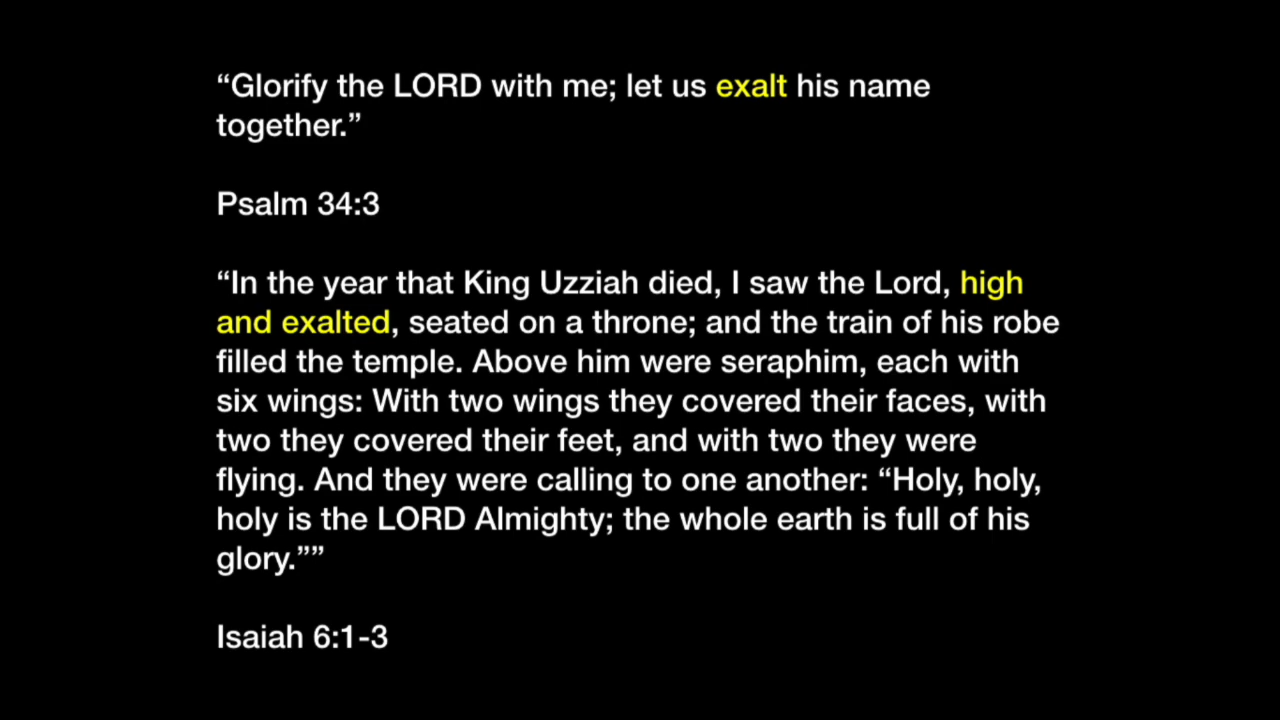 “Glorify the LORD with me; let us exalt his name
together.”
Psalm 34:3
“In the year that King Uzziah died, I saw the Lord, high
and exalted, seated on a throne; and the train of his robe
filled the temple. Above him were seraphim, each with
six wings: With two wings they covered their faces, with
two they covered their feet, and with two they were
flying. And they were calling to one another: “Holy, holy,
holy is the LORD Almighty; the whole earth is full of his
glory.””
Isaiah 6:1-3